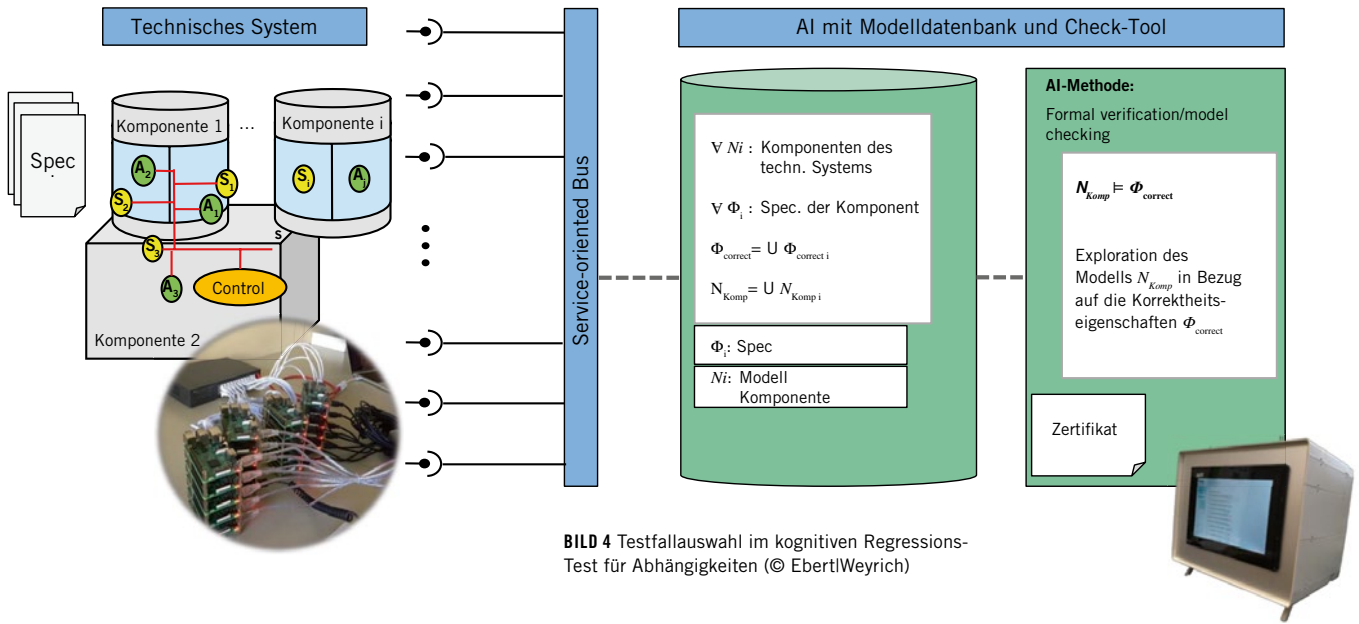 Technisches System
AI mit Modelldatenbank und Check-Tool
Spec
.
Komponente 1
...
Komponente i
A₂
S₁
S₂
A₁
Sᵢ
Aᵢ
s
S₃
A₃
Control
Komponente 2
Service-oriented Bus
∀ Ni : Komponenten des
techn. Systems
∀ Φᵢ : Spec. der Komponent
Φcorrect= U Φcorrect i
NKomp= U NKomp i
Φᵢ: Spec
Ni: Modell
Komponente
AI-Methode:
Formal verification/model
checking
NKomp ⊨ Φcorrect
Exploration des
Modells NKomp in Bezug
auf die Korrektheits-
eigenschaften Φcorrect
Zertifikat
BILD 4 Testfallauswahl im kognitiven Regressions-
Test für Abhängigkeiten (© Ebert|Weyrich)